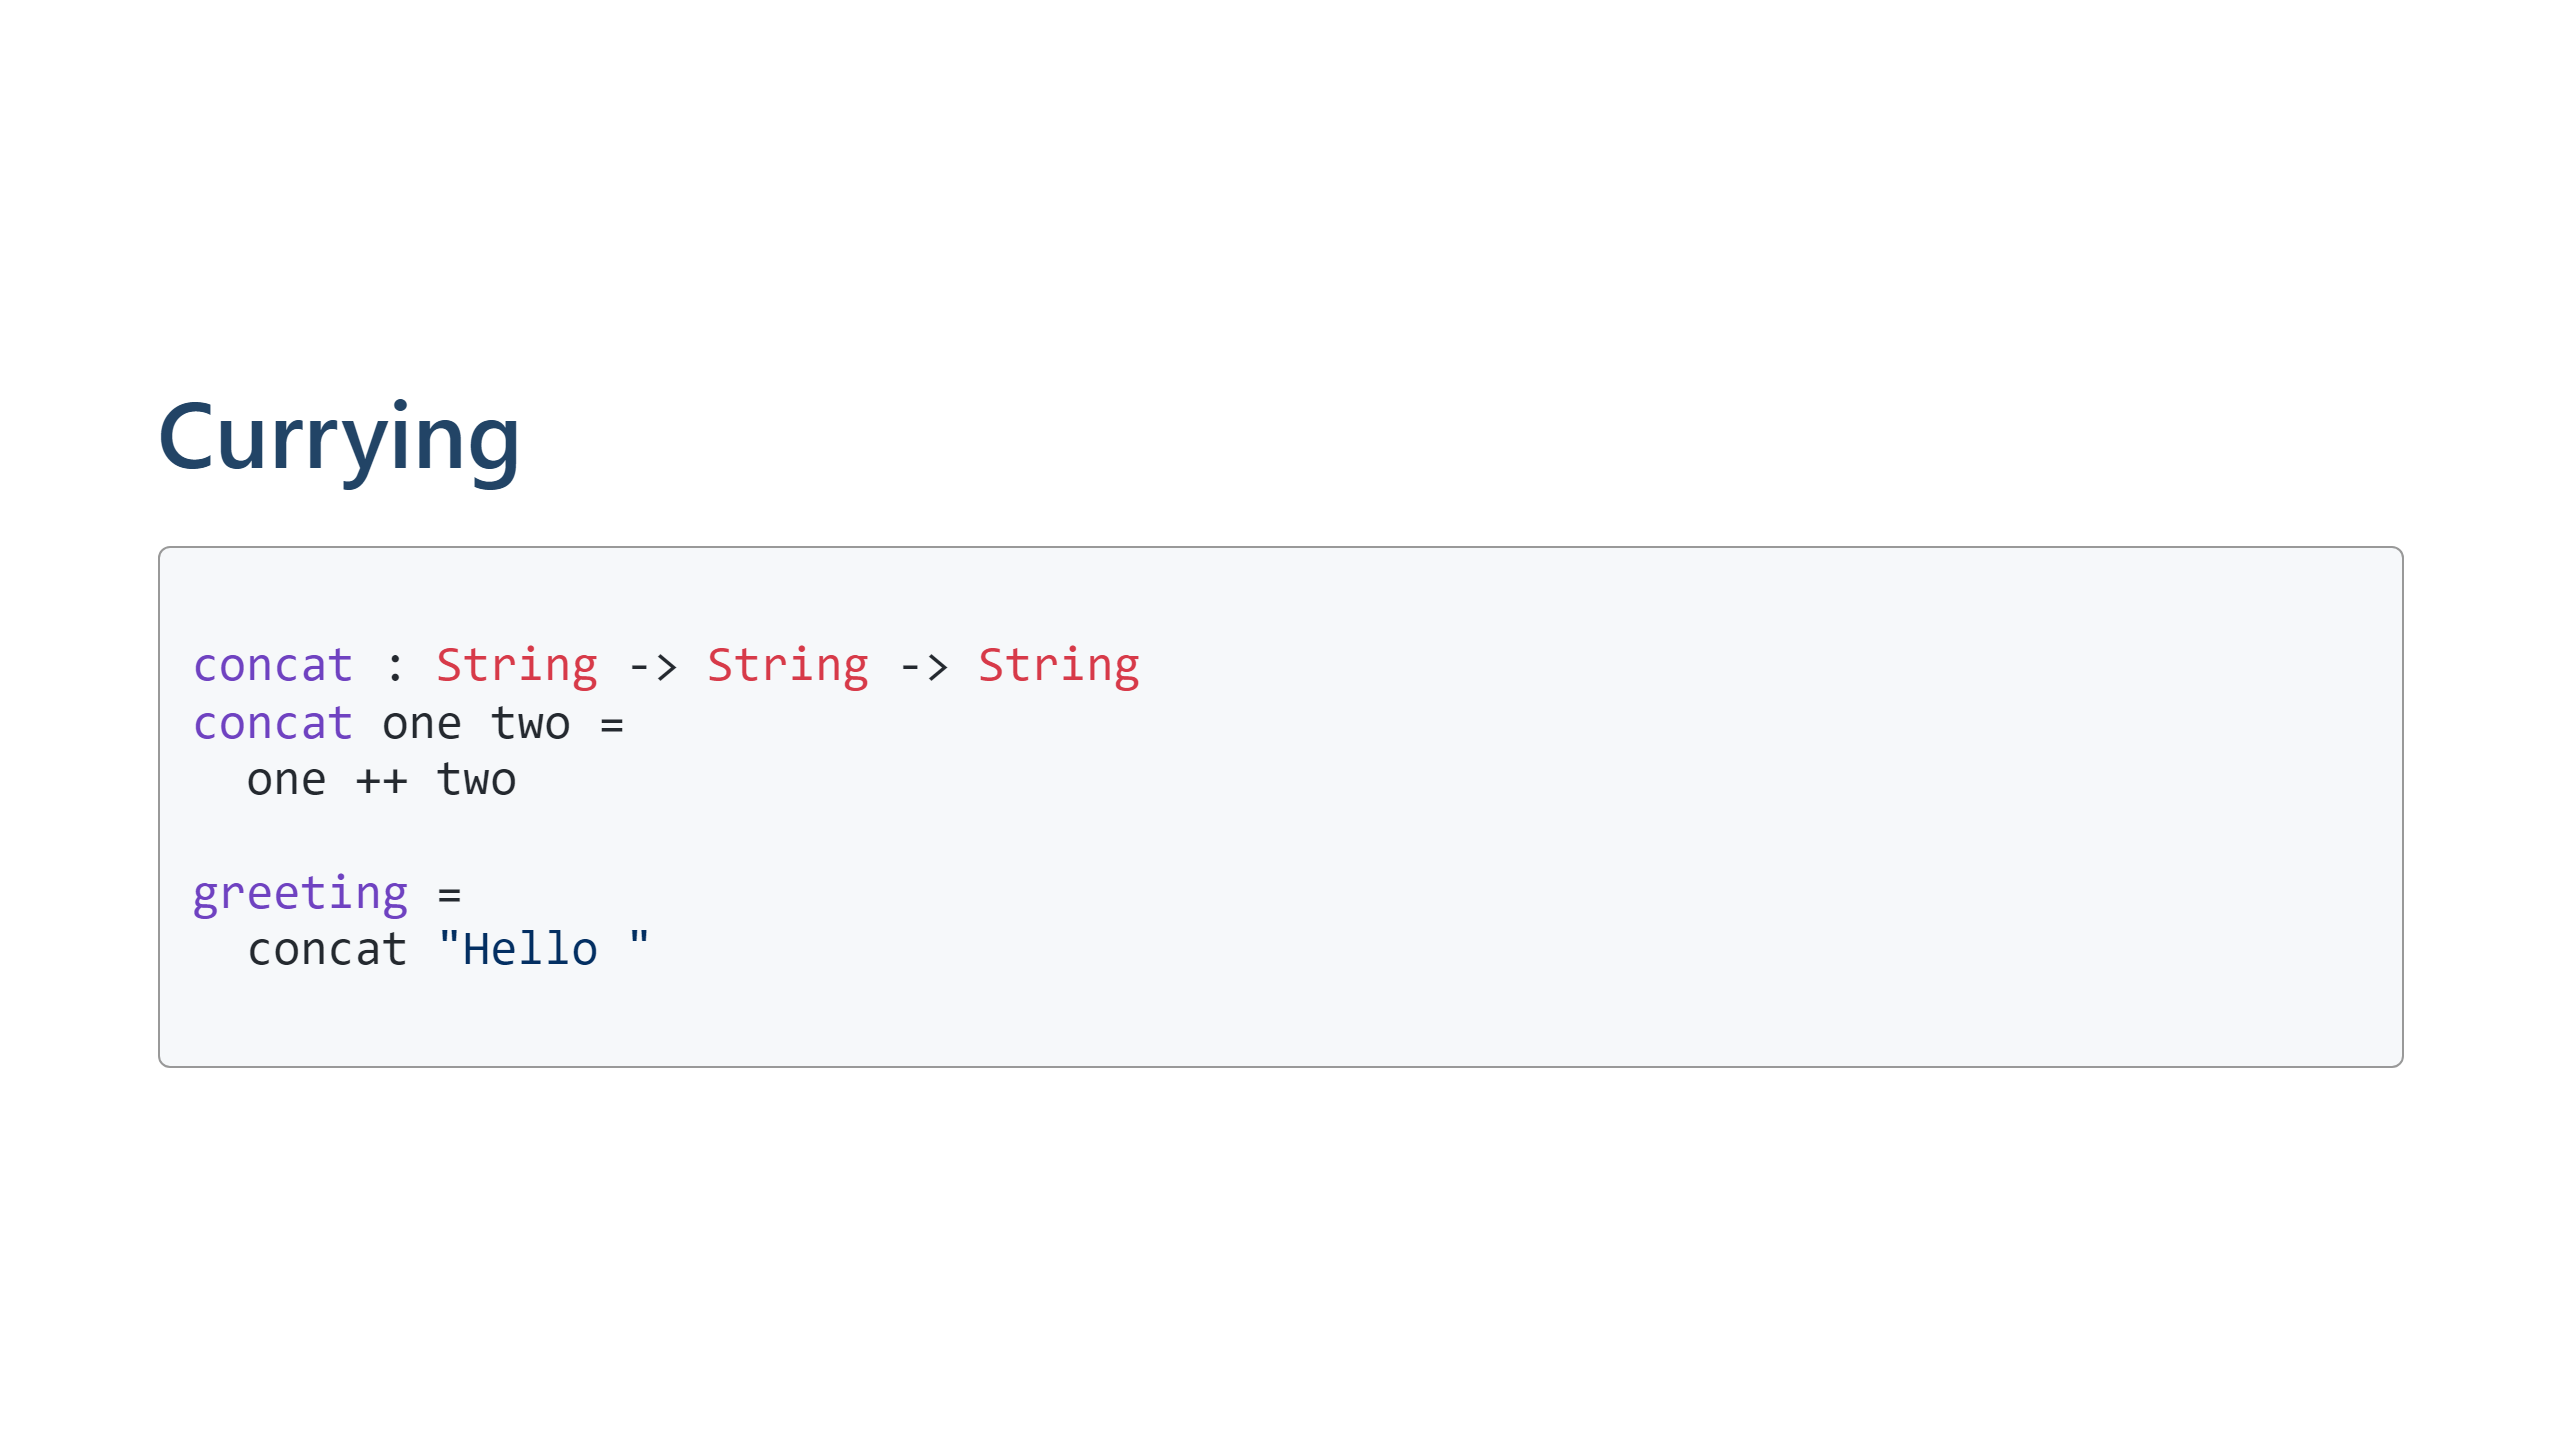 Currying
concat : String -> String -> String
concat one two =
  one ++ two
greeting =
  concat "Hello "